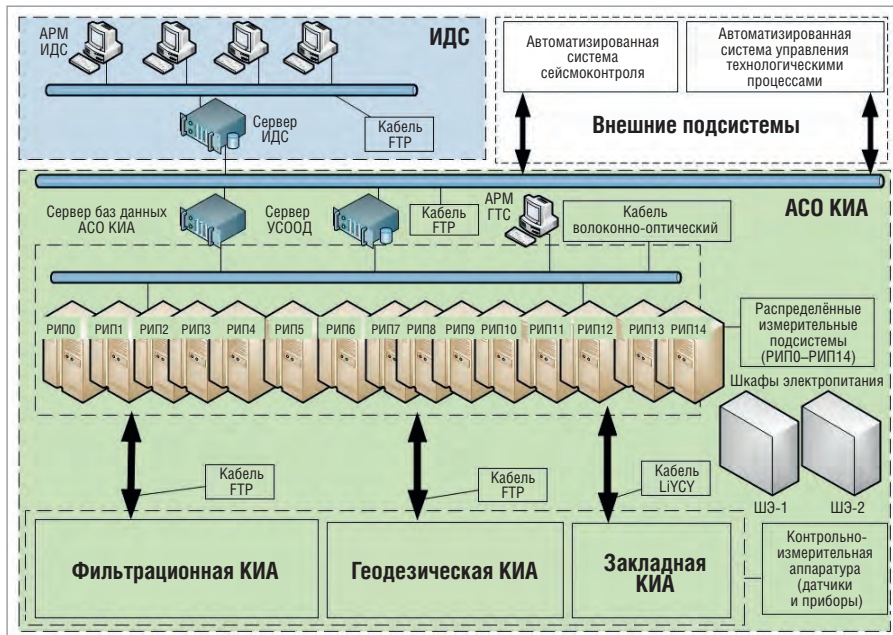 АРМ
ИДС
ИДС
Сервер
ИДС
Кабель
FTP
Автоматизированная
система
сейсмоконтроля
Автоматизированная
система управления
технологическими
процессами
Внешние подсистемы
Сервер баз данных
АСО КИА
Сервер
УСООД
Кабель
FTP
АРМ
ГТС
Кабель
волоконно-оптический
АСО КИА
РИП0
РИП1
РИП2
РИП3
РИП4
РИП5
РИП6
РИП7
РИП8
РИП9
РИП10
РИП11
РИП12
РИП13
РИП14
Распределённые
измерительные
подсистемы
(РИП0–РИП14)
Шкафы электропитания
ШЭ-1
ШЭ-2
Кабель
FTP
Кабель
FTP
Кабель
LiYCY
Фильтрационная КИА
Геодезическая КИА
Закладная
КИА
Контрольно-
измерительная
аппаратура
(датчики
и приборы)